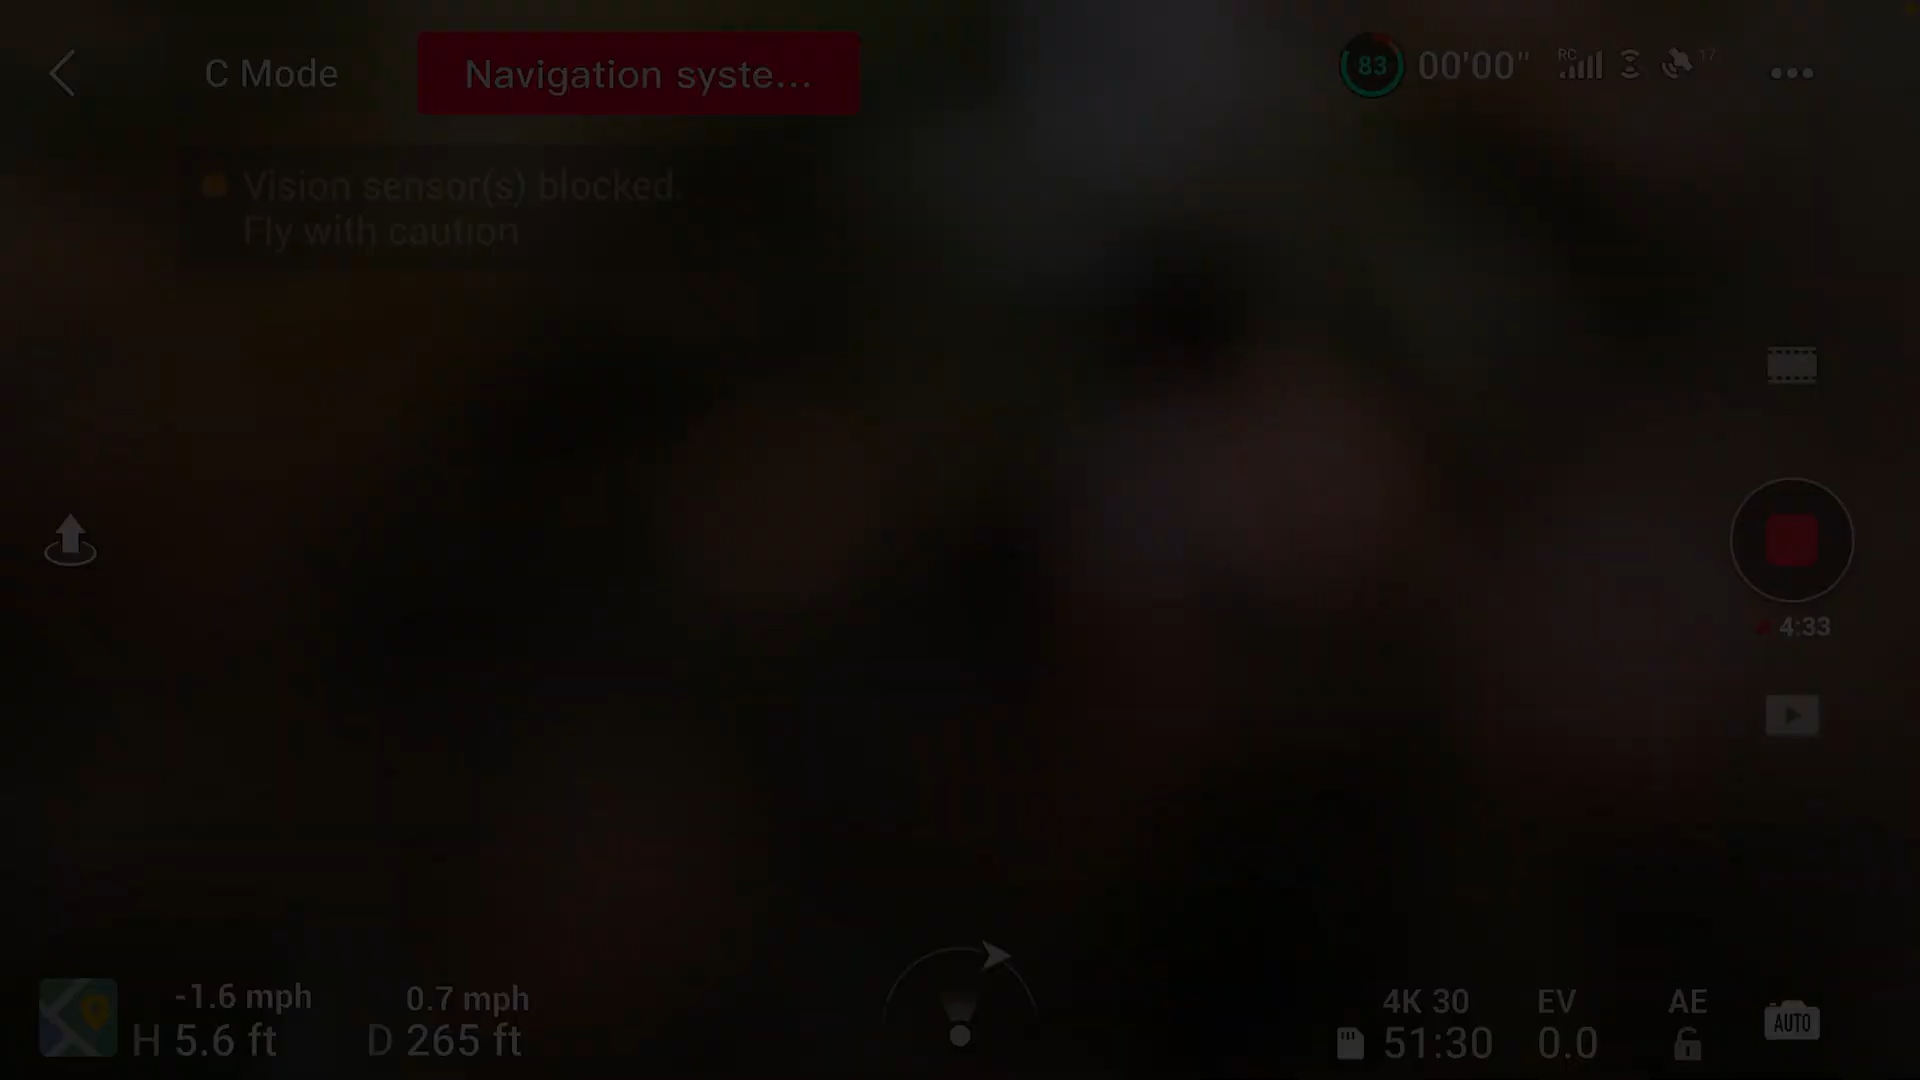 C Mode
Navigation syste...
83
00'00"
RC
17
Vision sensor(s) blocked.
Fly with caution
4:33
-1.6 mph
0.7 mph
H 5.6 ft
D 265 ft
4K 30
51:30
EV
0.0
AE
AUTO